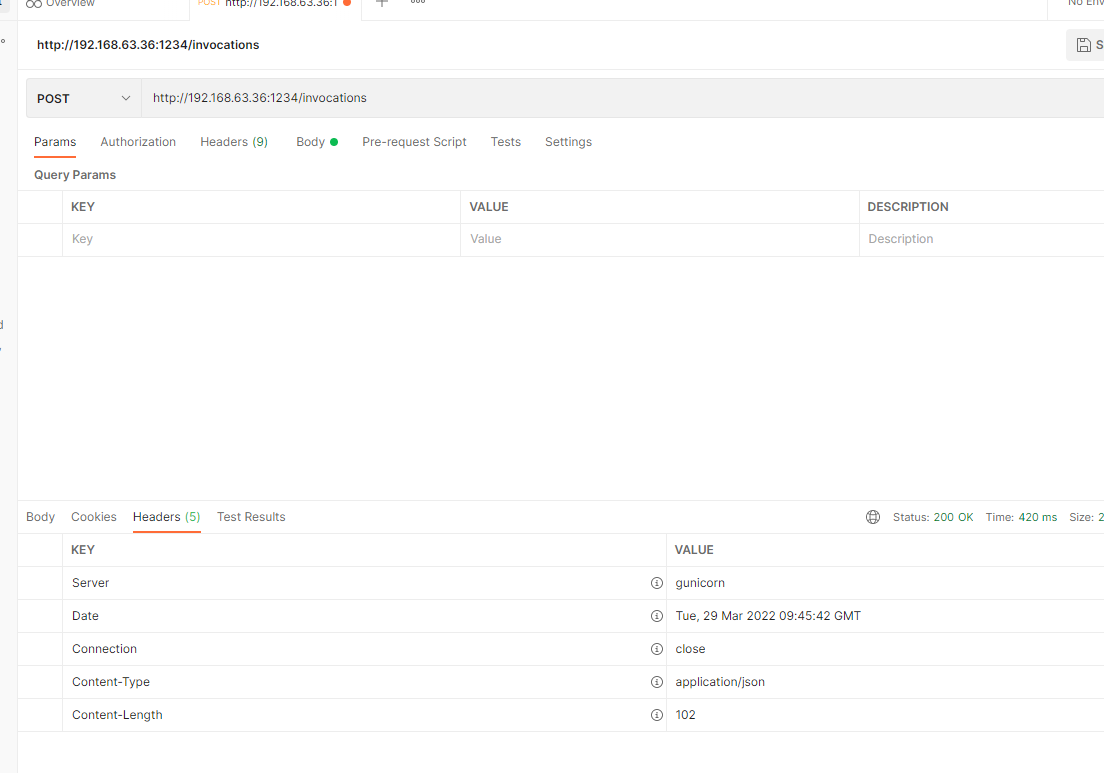 Overview
POST http://192.168.63.36:1
No Env
http://192.168.63.36:1234/invocations
S
POST http://192.168.63.36:1234/invocations
Params Authorization Headers (9) Body Pre-request Script Tests Settings
Query Params
KEY VALUE DESCRIPTION
Key Value Description
Body Cookies Headers (5) Test Results Status: 200 OK Time: 420 ms Size: 2
KEY VALUE
Server gunicorn
Date Tue, 29 Mar 2022 09:45:42 GMT
Connection close
Content-Type application/json
Content-Length 102